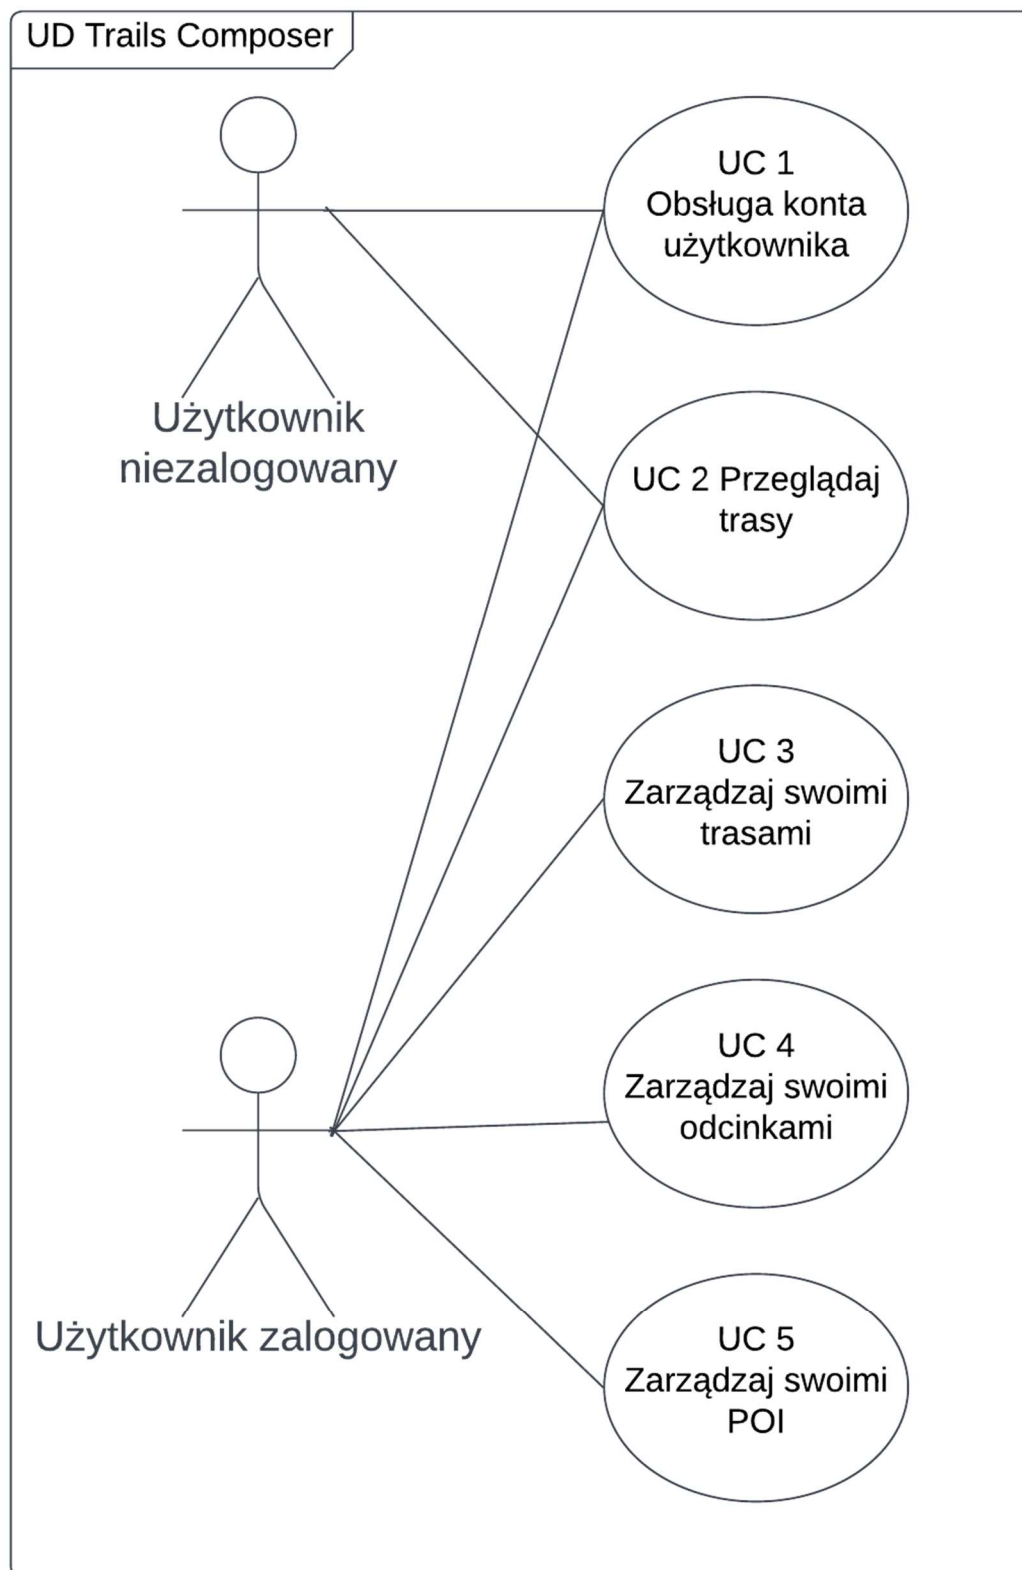 UD Trails Composer
UC 1
Obsługa konta
użytkownika
Użytkownik
niezalogowany
UC 2 Przeglądaj
trasy
UC 3
Zarządzaj swoimi
trasami
UC 4
Zarządzaj swoimi
odcinkami
Użytkownik zalogowany
UC 5
Zarządzaj swoimi
POI